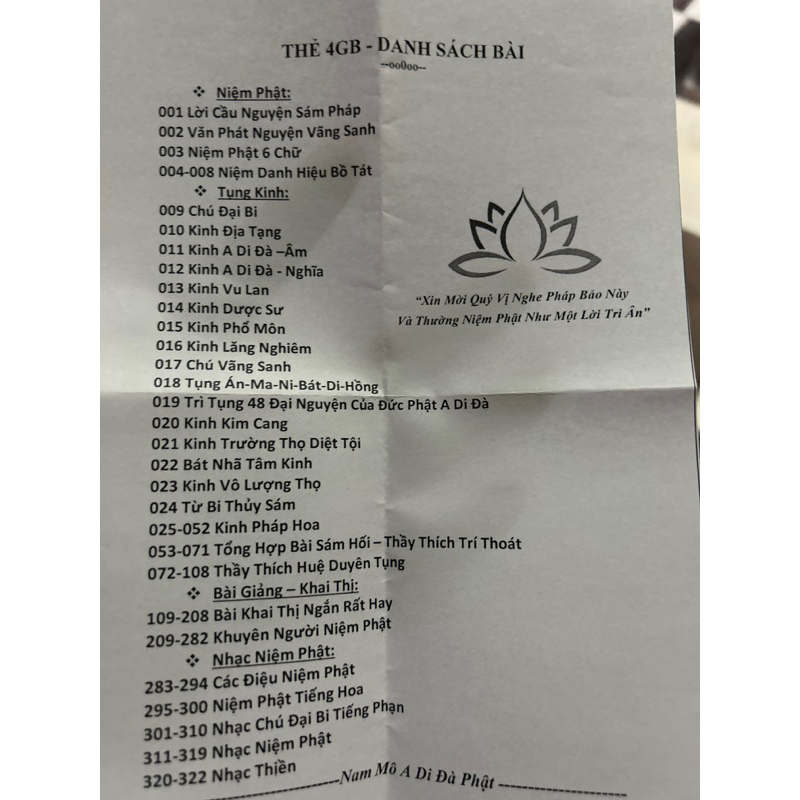 THẺ 4GB - DANH SÁCH BÀI
--oo0oo--
❖ Niệm Phật:
001 Lời Cầu Nguyện Sám Pháp
002 Văn Phát Nguyện Vãng Sanh
003 Niệm Phật 6 Chữ
004-008 Niệm Danh Hiệu Bồ Tát
❖ Tụng Kinh:
009 Chú Đại Bi
010 Kinh Địa Tạng
011 Kinh A Di Đà –Âm
012 Kinh A Di Đà - Nghĩa
013 Kinh Vu Lan
014 Kinh Dược Sư
015 Kinh Phổ Môn
016 Kinh Lăng Nghiêm
017 Chú Vãng Sanh
018 Tụng Án-Ma-Ni-Bát-Di-Hồng
019 Trì Tụng 48 Đại Nguyện Của Đức Phật A Di Đà
020 Kinh Kim Cang
021 Kinh Trường Thọ Diệt Tội
022 Bát Nhã Tâm Kinh
023 Kinh Vô Lượng Thọ
024 Từ Bi Thủy Sám
025-052 Kinh Pháp Hoa
053-071 Tổng Hợp Bài Sám Hối – Thầy Thích Trí Thoát
072-108 Thầy Thích Huệ Duyên Tụng
❖ Bài Giảng – Khai Thị:
109-208 Bài Khai Thị Ngắn Rất Hay
209-282 Khuyên Người Niệm Phật
❖ Nhạc Niệm Phật:
283-294 Các Điệu Niệm Phật
295-300 Niệm Phật Tiếng Hoa
301-310 Nhạc Chú Đại Bi Tiếng Phạn
311-319 Nhạc Niệm Phật
320-322 Nhạc Thiền
"Xin Mời Quý Vị Nghe Pháp Bảo Này
Và Thường Niệm Phật Như Một Lời Tri Ân"
Nam Mô A Di Đà Phật